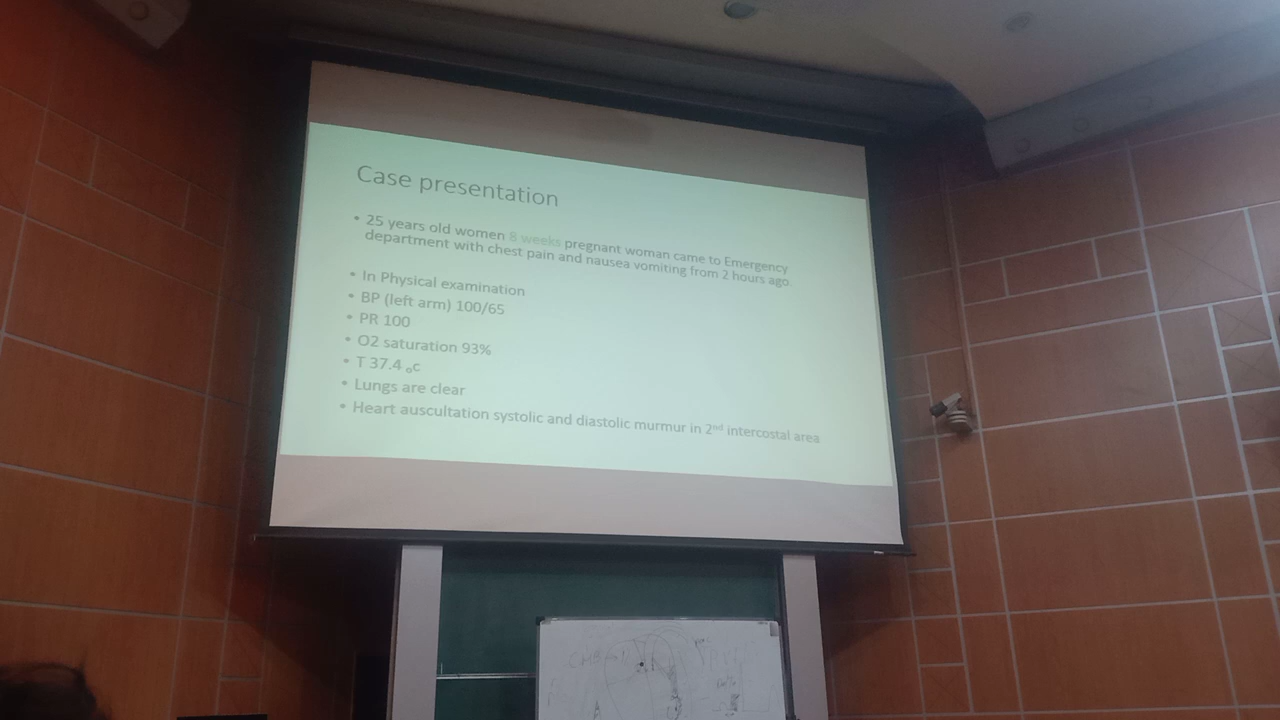 Case presentation
• 25 years old women 8 weeks pregnant woman came to Emergency
department with chest pain and nausea vomiting from 2 hours ago.
• In Physical examination
• BP (left arm) 100/65
• PR 100
• O2 saturation 93%
• T 37.4 ₒc
• Lungs are clear
• Heart auscultation systolic and diastolic murmur in 2ⁿᵈ intercostal area